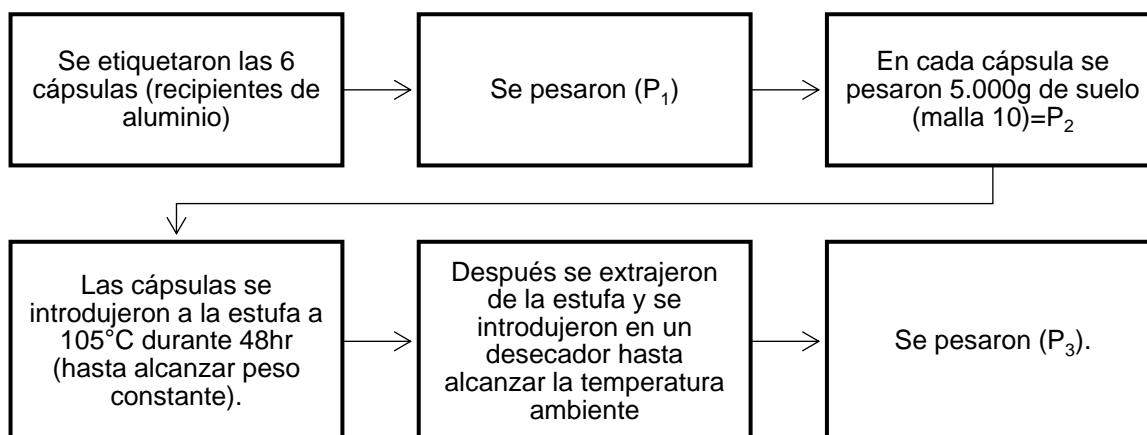 Se etiquetaron las 6
cápsulas (recipientes de
aluminio)
Se pesaron (P₁)
En cada cápsula se
pesaron 5.000g de suelo
(malla 10)=P₂
Las cápsulas se
introdujeron a la estufa a
105°C durante 48hr
(hasta alcanzar peso
constante).
Después se extrajeron
de la estufa y se
introdujeron en un
desecador hasta
alcanzar la temperatura
ambiente
Se pesaron (P₃).